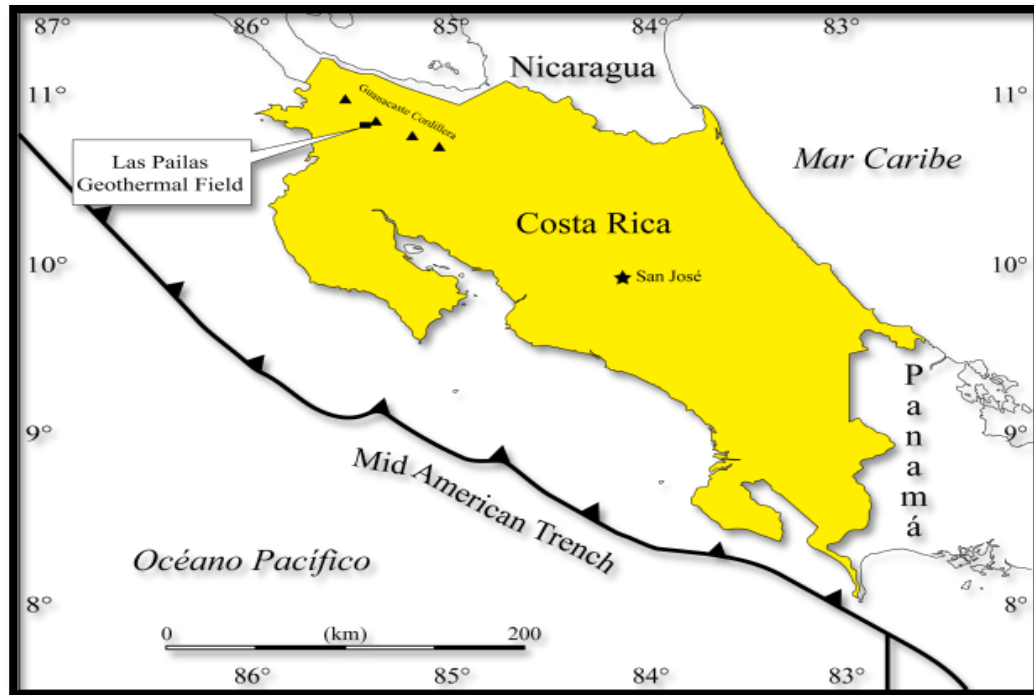 87° 86° 85° 84° 83°
Nicaragua
11° 11°
Guanacaste Cordillera
Las Pailas
Geothermal Field
Mar Caribe
Costa Rica
10° 10°
San José
Panamá
9° 9°
Mid American Trench
Océano Pacífico
8° 8°
0 (km) 200
86° 85° 84° 83°